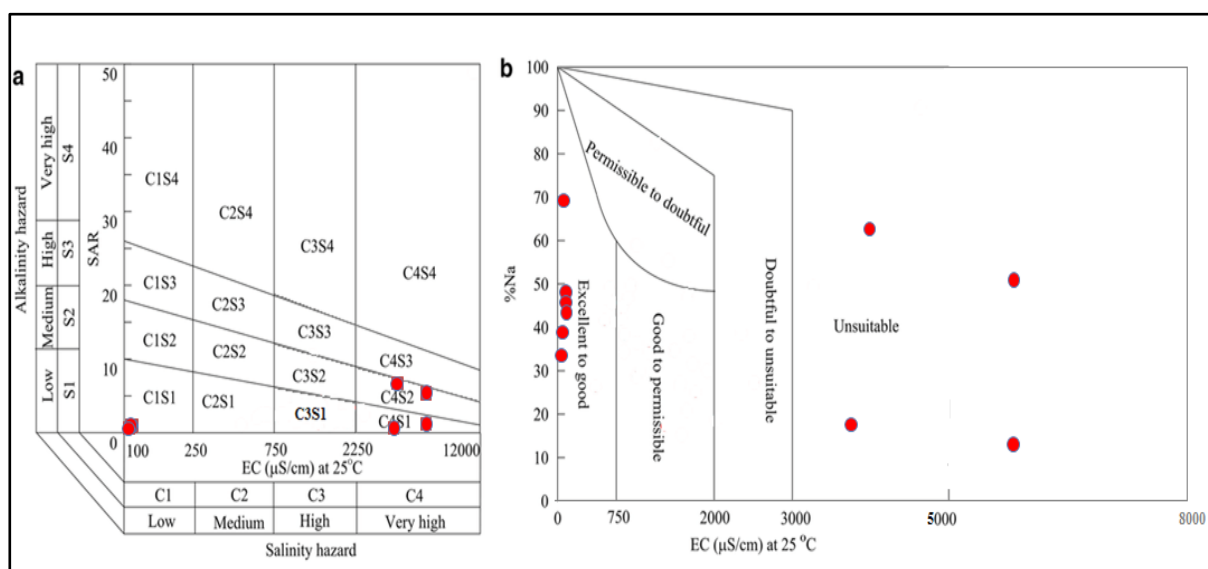 a
Alkalinity hazard
Very high
High
Medium
Low
S4
S3
S2
S1
SAR
50
40
30
20
10
0
C1S4
C2S4
C3S4
C4S4
C1S3
C2S3
C3S3
C4S3
C1S2
C2S2
C3S2
C4S2
C1S1
C2S1
C3S1
C4S1
100 250 750 2250 12000
EC (µS/cm) at 25°C
C1 C2 C3 C4
Low Medium High Very high
Salinity hazard
b
%Na
100
90
80
70
60
50
40
30
20
10
0
Permissible to doubtful
Excellent to good
Good to permissible
Doubtful to unsuitable
Unsuitable
0 750 2000 3000 5000 8000
EC (µS/cm) at 25 °C